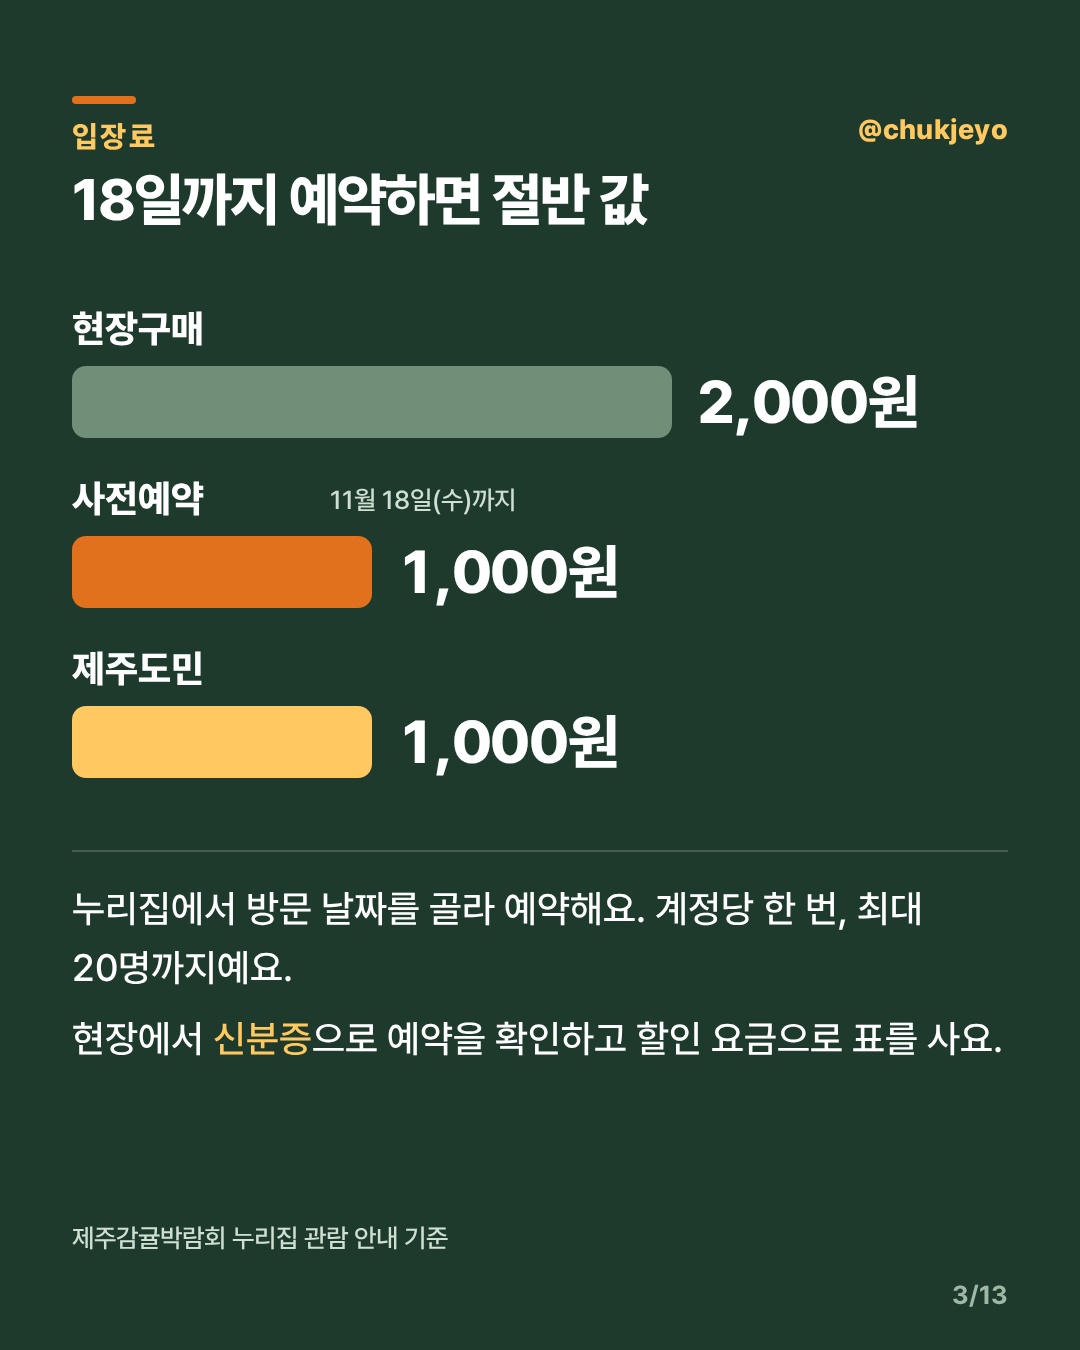 입장료
@chukjeyo
18일까지 예약하면 절반 값
현장구매
2,000원
사전예약 11월 18일(수)까지
1,000원
제주도민
1,000원
누리집에서 방문 날짜를 골라 예약해요. 계정당 한 번, 최대
20명까지예요.
현장에서 신분증으로 예약을 확인하고 할인 요금으로 표를 사요.
제주감귤박람회 누리집 관람 안내 기준
3/13